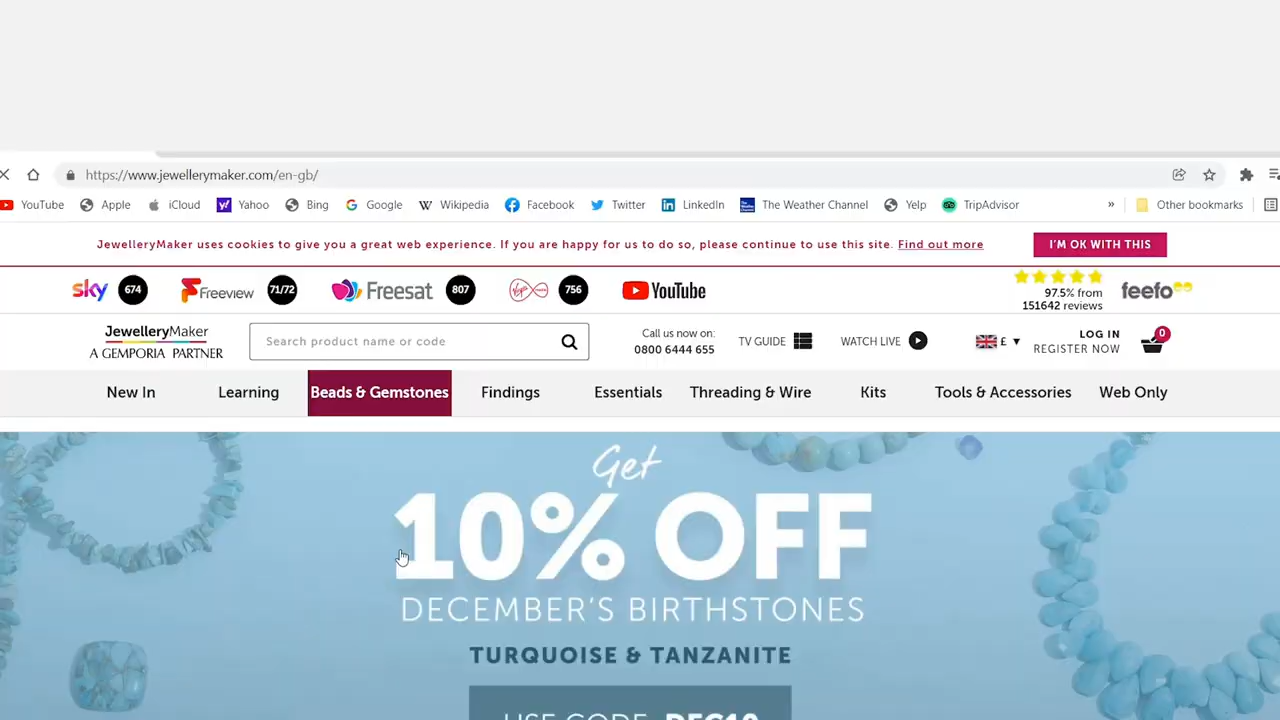 https://www.jewellerymaker.com/en-gb/
YouTube Apple iCloud Yahoo Bing Google Wikipedia Facebook Twitter LinkedIn The Weather Channel Yelp TripAdvisor » Other bookmarks
JewelleryMaker uses cookies to give you a great web experience. If you are happy for us to do so, please continue to use this site. Find out more I'M OK WITH THIS
sky 674 Freeview 71/72 Freesat 807 Virgin 756 YouTube
97.5% from
151642 reviews
feefo
JewelleryMaker
A GEMPORIA PARTNER
Search product name or code
Call us now on:
0800 6444 655
TV GUIDE
WATCH LIVE
£ ▼
LOG IN
REGISTER NOW
0
New In Learning Beads & Gemstones Findings Essentials Threading & Wire Kits Tools & Accessories Web Only
Get
10% OFF
DECEMBER'S BIRTHSTONES
TURQUOISE & TANZANITE
USE CODE DEC10